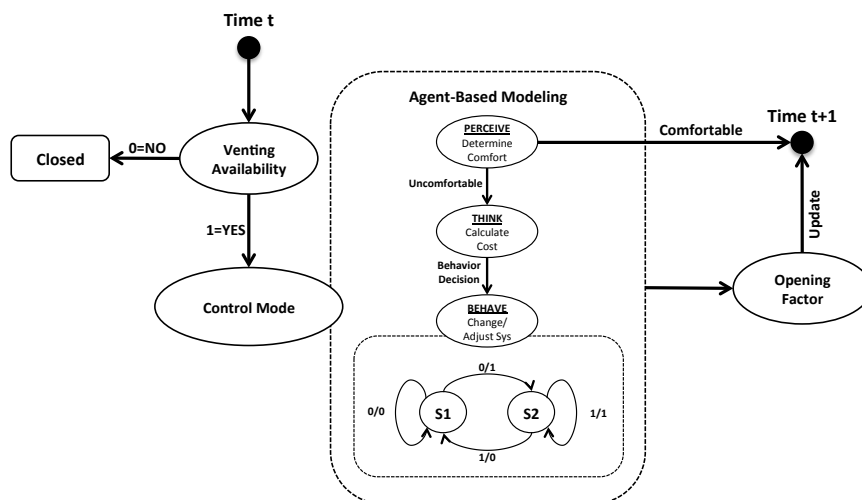 Time t
Agent-Based Modeling
Time t+1
PERCEIVE
Determine
Comfort
Comfortable
Closed
0=NO
Venting
Availability
Uncomfortable
THINK
Calculate
Cost
1=YES
Update
Behavior
Decision
Control Mode
Opening
Factor
BEHAVE
Change/
Adjust Sys
0/1
0/0
S1
S2
1/1
1/0